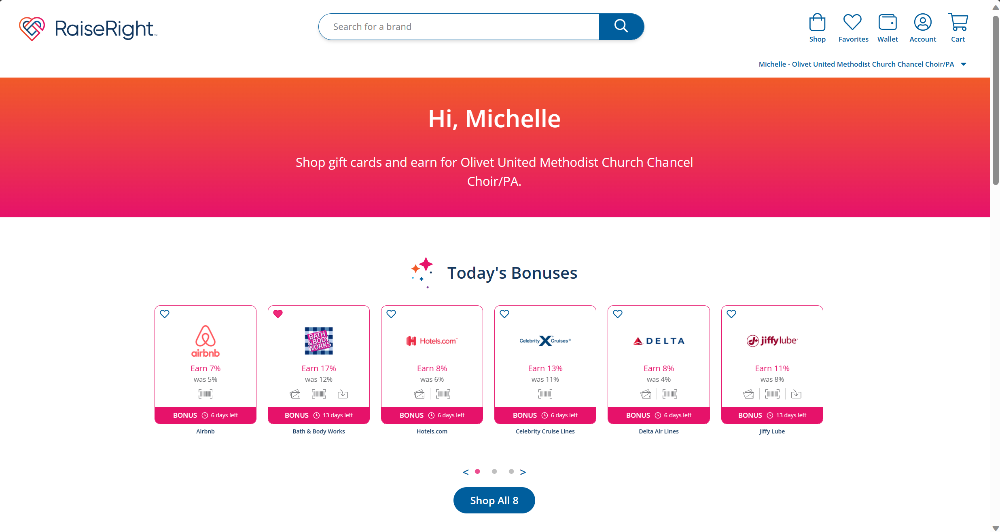 RaiseRight™
Search for a brand
Shop
Favorites
Wallet
Account
Cart
Michelle - Olivet United Methodist Church Chancel Choir/PA
Hi, Michelle
Shop gift cards and earn for Olivet United Methodist Church Chancel
Choir/PA.
Today's Bonuses
airbnb
Earn 7%
was 5%
BONUS 6 days left
Airbnb
BATH
& BODY
WORKS
Earn 17%
was 12%
BONUS 13 days left
Bath & Body Works
Hotels.com™
Earn 8%
was 6%
BONUS 6 days left
Hotels.com
Celebrity X Cruises®
Earn 13%
was 11%
BONUS 6 days left
Celebrity Cruise Lines
DELTA
Earn 8%
was 4%
BONUS 6 days left
Delta Air Lines
jiffy lube
Earn 11%
was 8%
BONUS 13 days left
Jiffy Lube
< >
Shop All 8